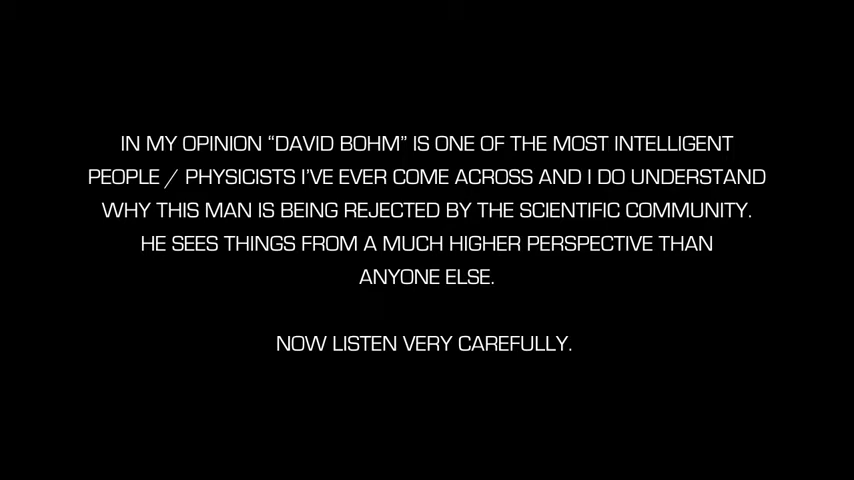 IN MY OPINION “DAVID BOHM” IS ONE OF THE MOST INTELLIGENT
PEOPLE / PHYSICISTS I’VE EVER COME ACROSS AND I DO UNDERSTAND
WHY THIS MAN IS BEING REJECTED BY THE SCIENTIFIC COMMUNITY.
HE SEES THINGS FROM A MUCH HIGHER PERSPECTIVE THAN
ANYONE ELSE.
NOW LISTEN VERY CAREFULLY.